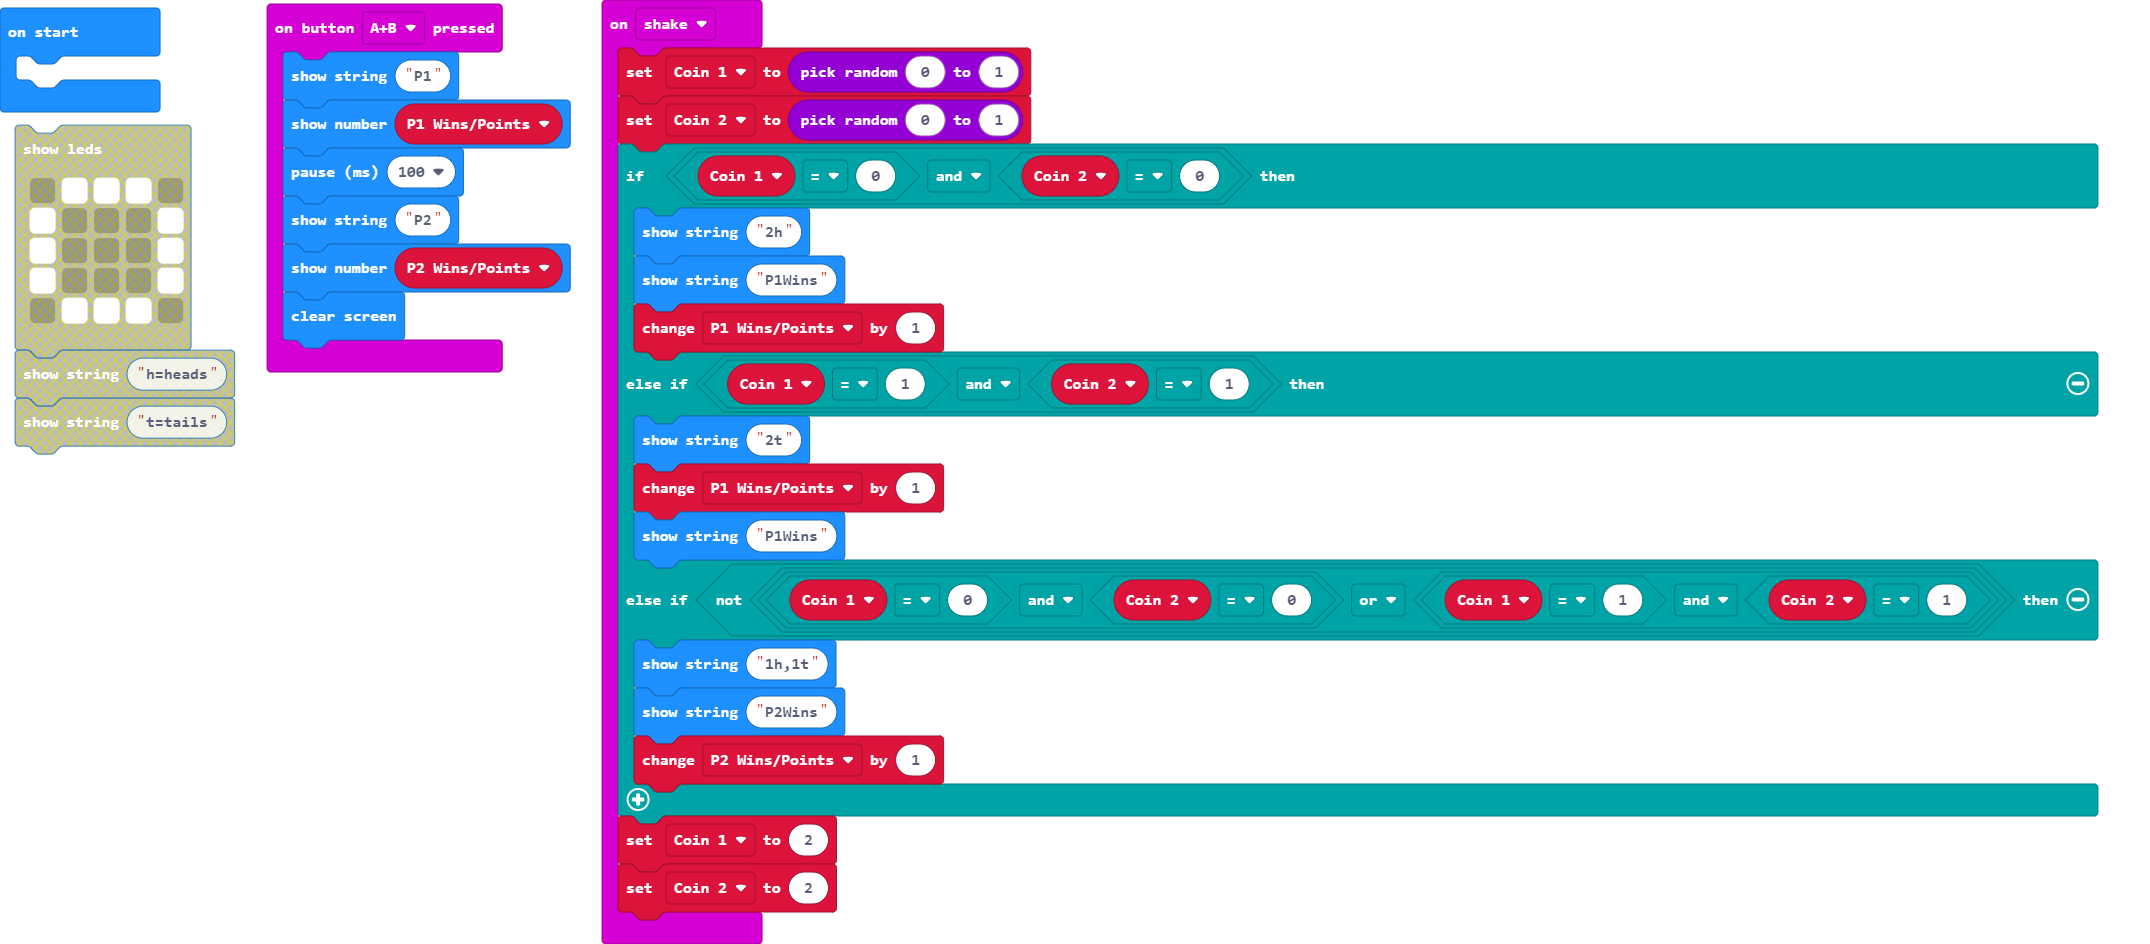 on start
show leds
show string "h=heads"
show string "t=tails"
on button A+B pressed
show string "P1"
show number P1 Wins/Points
pause (ms) 100
show string "P2"
show number P2 Wins/Points
clear screen
on shake
set Coin 1 to pick random 0 to 1
set Coin 2 to pick random 0 to 1
if Coin 1 = 0 and Coin 2 = 0 then
show string "2h"
show string "P1Wins"
change P1 Wins/Points by 1
else if Coin 1 = 1 and Coin 2 = 1 then
show string "2t"
change P1 Wins/Points by 1
show string "P1Wins"
else if not Coin 1 = 0 and Coin 2 = 0 or Coin 1 = 1 and Coin 2 = 1 then
show string "1h,1t"
show string "P2Wins"
change P2 Wins/Points by 1
set Coin 1 to 2
set Coin 2 to 2